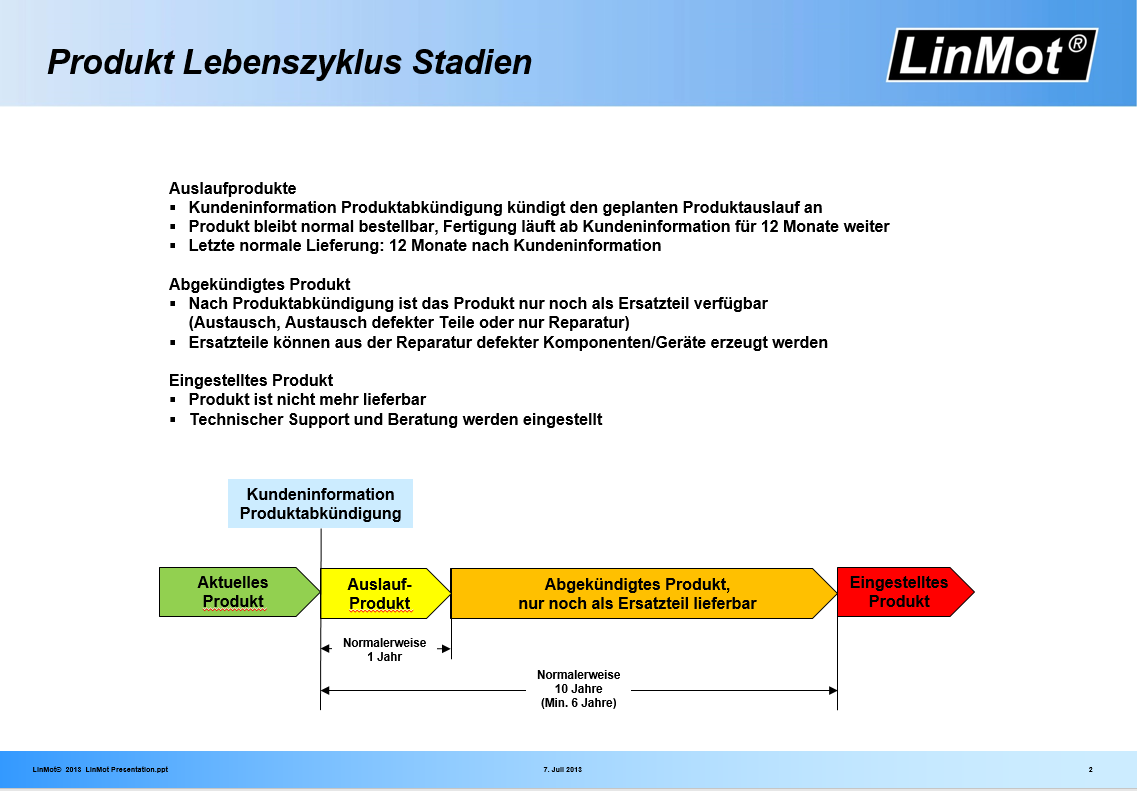 Produkt Lebenszyklus Stadien
LinMot®
Auslaufprodukte
▪ Kundeninformation Produktabkündigung kündigt den geplanten Produktauslauf an
▪ Produkt bleibt normal bestellbar, Fertigung läuft ab Kundeninformation für 12 Monate weiter
▪ Letzte normale Lieferung: 12 Monate nach Kundeninformation
Abgekündigtes Produkt
▪ Nach Produktabkündigung ist das Produkt nur noch als Ersatzteil verfügbar
(Austausch, Austausch defekter Teile oder nur Reparatur)
▪ Ersatzteile können aus der Reparatur defekter Komponenten/Geräte erzeugt werden
Eingestelltes Produkt
▪ Produkt ist nicht mehr lieferbar
▪ Technischer Support und Beratung werden eingestellt
Kundeninformation
Produktabkündigung
Aktuelles
Produkt
Auslauf-
Produkt
Abgekündigtes Produkt,
nur noch als Ersatzteil lieferbar
Eingestelltes
Produkt
Normalerweise
1 Jahr
Normalerweise
10 Jahre
(Min. 6 Jahre)
LinMot© 2013 LinMot Presentation.ppt
7. Juli 2013
2